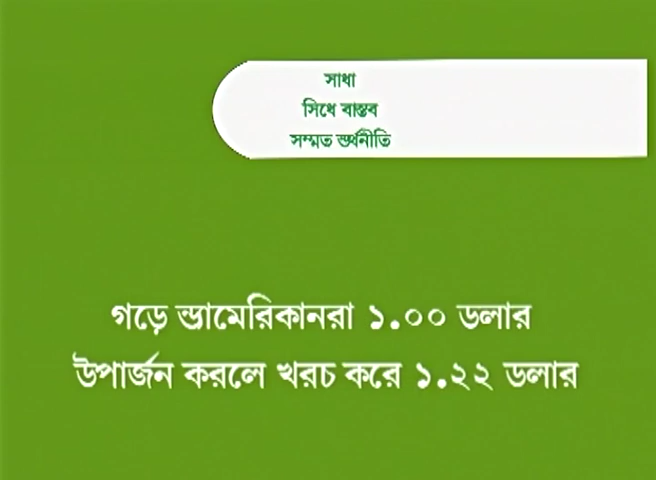 সাধা
সিধে বাস্তব
সম্মত অর্থনীতি
গড়ে আমেরিকানরা ১.০০ ডলার
উপার্জন করলে খরচ করে ১.২২ ডলার